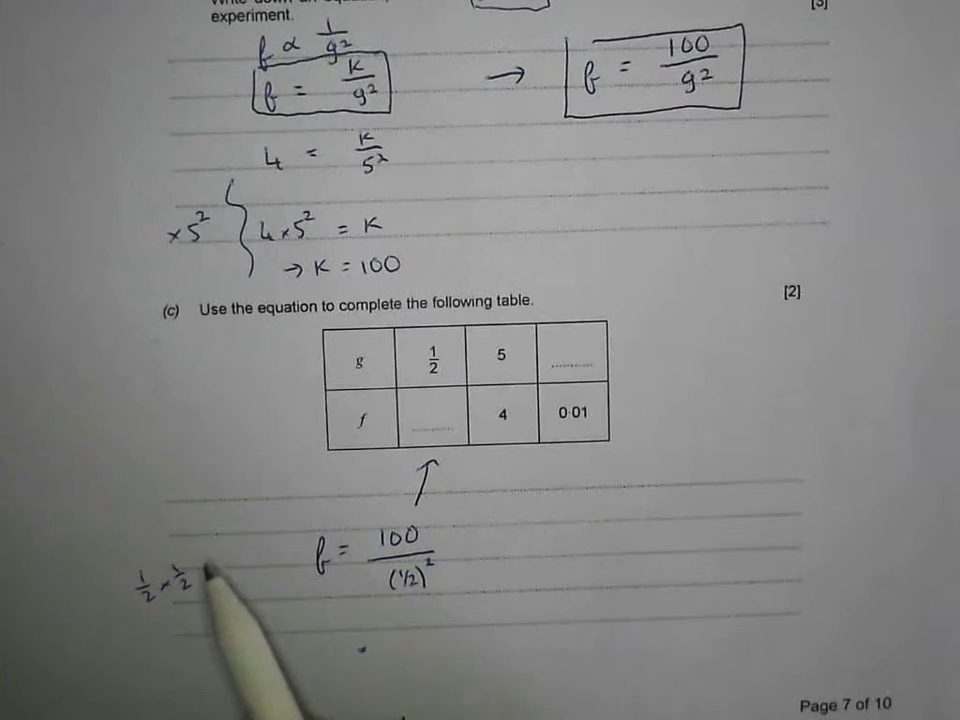 experiment.
[3]
f ∝ 1/g²
f = K/g² → f = 100/g²
4 = K/5²
×5² { 4×5² = K
→ K = 100
(c) Use the equation to complete the following table. [2]
g 1/2 5 ..........
f .......... 4 0·01
↑
f = 100/(1/2)²
1/2 × 1/2
Page 7 of 10